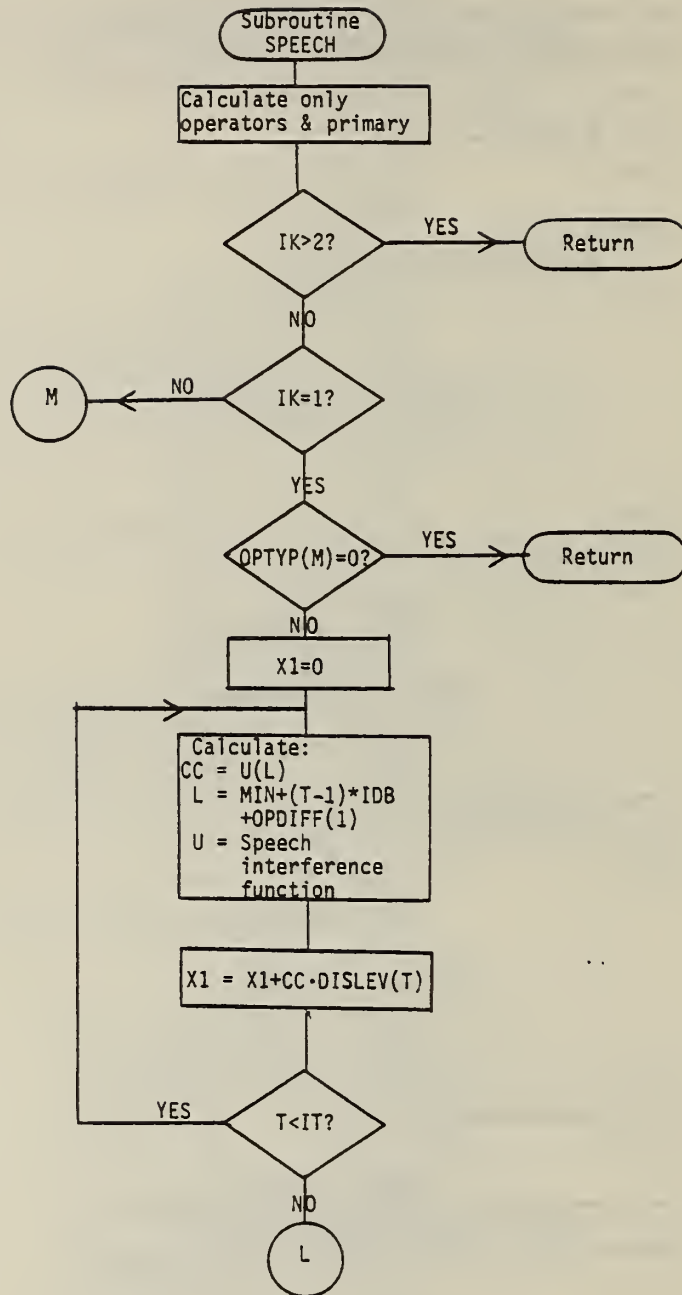 Subroutine
SPEECH
Calculate only
operators & primary
IK>2?
YES
Return
NO
IK=1?
NO
M
YES
OPTYP(M)=0?
YES
Return
NO
X1=0
Calculate:
CC = U(L)
L = MIN+(T-1)*IDB
+OPDIFF(1)
U = Speech
interference
function
X1 = X1+CC·DISLEV(T)
T<IT?
YES
NO
L